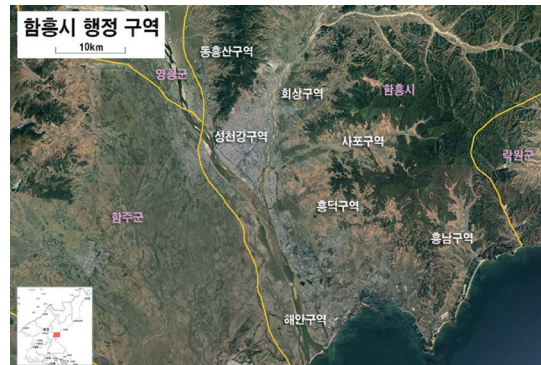 함흥시 행정 구역
10km
동흥산구역
영광군
회상구역
함흥시
성천강구역
사포구역
락원군
흥덕구역
함주군
흥남구역
해안구역